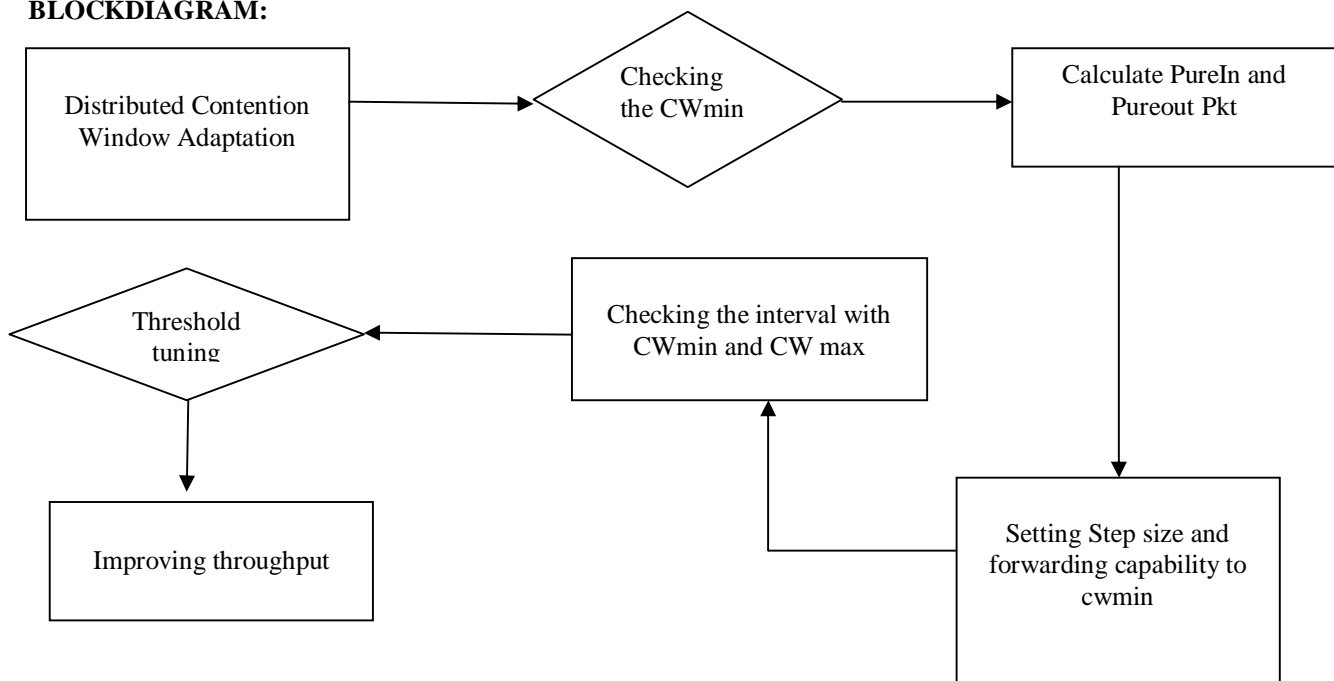 BLOCKDIAGRAM:
Distributed Contention
Window Adaptation
Checking
the CWmin
Calculate PureIn and
Pureout Pkt
Threshold
tuning
Checking the interval with
CWmin and CW max
Improving throughput
Setting Step size and
forwarding capability to
cwmin